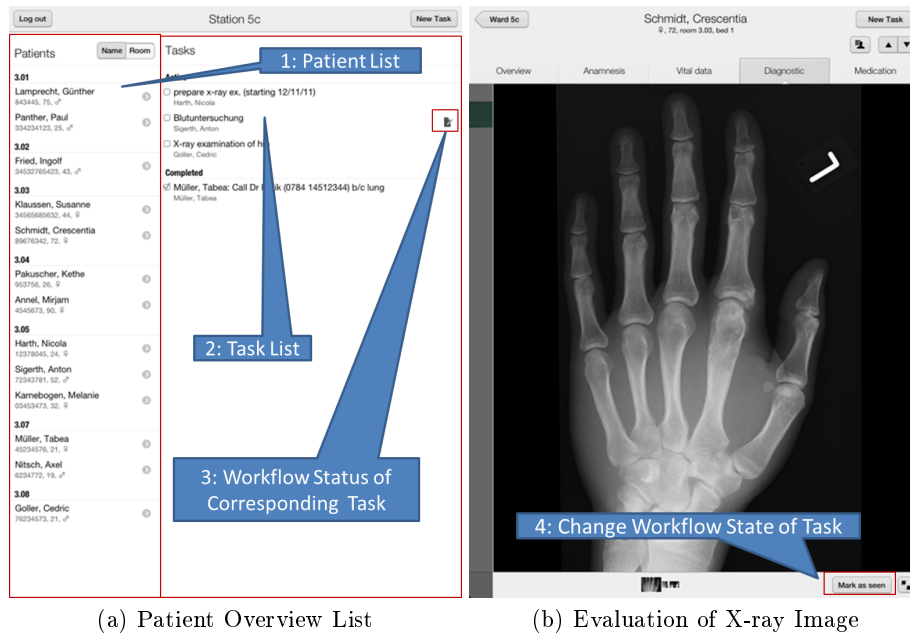 Log out
Station 5c
New Task
Patients
Name Room
3.01
Lamprecht, Günther
843445, 75, ♂
Panther, Paul
334234123, 25, ♂
3.02
Fried, Ingolf
34532765423, 43, ♂
3.03
Klaussen, Susanne
34565685632, 44, ♀
Schmidt, Crescentia
89676342, 72, ♀
3.04
Pakuscher, Kethe
953756, 26, ♀
Annel, Mirjam
4545673, 90, ♀
3.05
Harth, Nicola
12378045, 24, ♀
Sigerth, Anton
72343781, 52, ♂
Karnebogen, Melanie
03453473, 32, ♀
3.07
Müller, Tabea
45234576, 21, ♀
Nitsch, Axel
6234772, 19, ♂
3.08
Goller, Cedric
76234573, 21, ♂
Tasks
prepare x-ray ex. (starting 12/11/11)
Harth, Nicola
Blutuntersuchung
Sigerth, Anton
X-ray examination of
Goller, Cedric
Completed
Müller, Tabea: Call Dr (0784 14512344) b/c lung
Müller, Tabea
1: Patient List
2: Task List
3: Workflow Status of
Corresponding Task
(a) Patient Overview List
Ward 5c
Schmidt, Crescentia
♀, 72, room 3.03, bed 1
New Task
Overview
Anamnesis
Vital data
Diagnostic
Medication
L
4: Change Workflow State of Task
Mark as seen
(b) Evaluation of X-ray Image